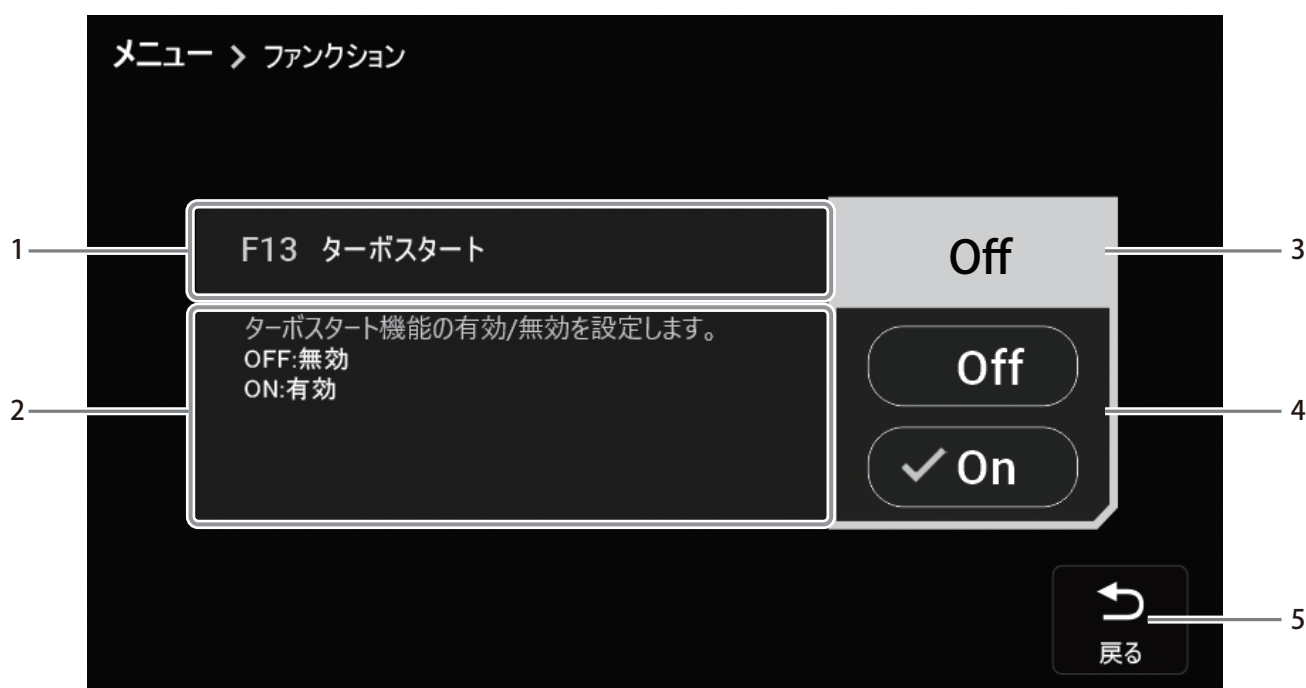 メニュー > ファンクション
1
F13 ターボスタート
Off
3
2
ターボスタート機能の有効/無効を設定します。
OFF:無効
ON:有効
Off
On
4
戻る
5